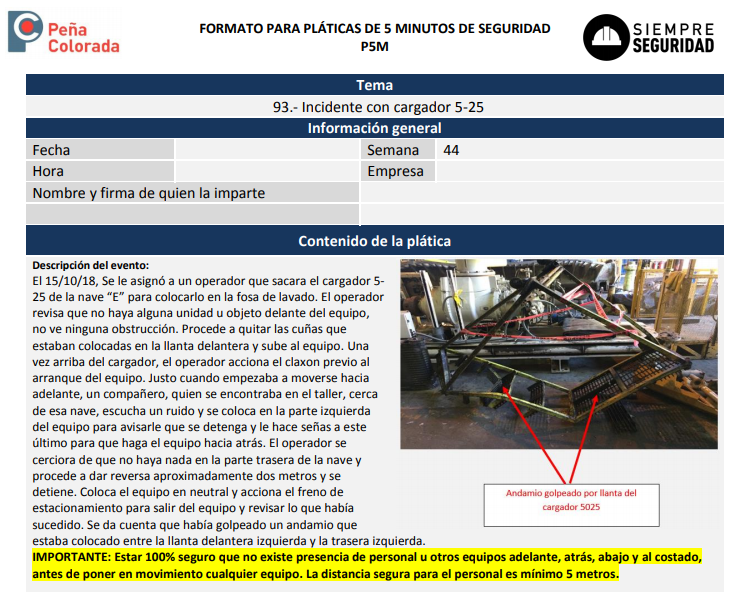 Peña
Colorada
FORMATO PARA PLÁTICAS DE 5 MINUTOS DE SEGURIDAD
P5M
SIEMPRE
SEGURIDAD
Tema
93.- Incidente con cargador 5-25
Información general
Fecha
Semana 44
Hora
Empresa
Nombre y firma de quien la imparte
Contenido de la plática
Descripción del evento:
El 15/10/18, Se le asignó a un operador que sacara el cargador 5-
25 de la nave “E” para colocarlo en la fosa de lavado. El operador
revisa que no haya alguna unidad u objeto delante del equipo,
no ve ninguna obstrucción. Procede a quitar las cuñas que
estaban colocadas en la llanta delantera y sube al equipo. Una
vez arriba del cargador, el operador acciona el claxon previo al
arranque del equipo. Justo cuando empezaba a moverse hacia
adelante, un compañero, quien se encontraba en el taller, cerca
de esa nave, escucha un ruido y se coloca en la parte izquierda
del equipo para avisarle que se detenga y le hace señas a este
último para que haga el equipo hacia atrás. El operador se
cerciora de que no haya nada en la parte trasera de la nave y
procede a dar reversa aproximadamente dos metros y se
detiene. Coloca el equipo en neutral y acciona el freno de
estacionamiento para salir del equipo y revisar lo que había
sucedido. Se da cuenta que había golpeado un andamio que
estaba colocado entre la llanta delantera izquierda y la trasera izquierda.
Andamio golpeado por llanta del
cargador 5025
IMPORTANTE: Estar 100% seguro que no existe presencia de personal u otros equipos adelante, atrás, abajo y al costado,
antes de poner en movimiento cualquier equipo. La distancia segura para el personal es mínimo 5 metros.